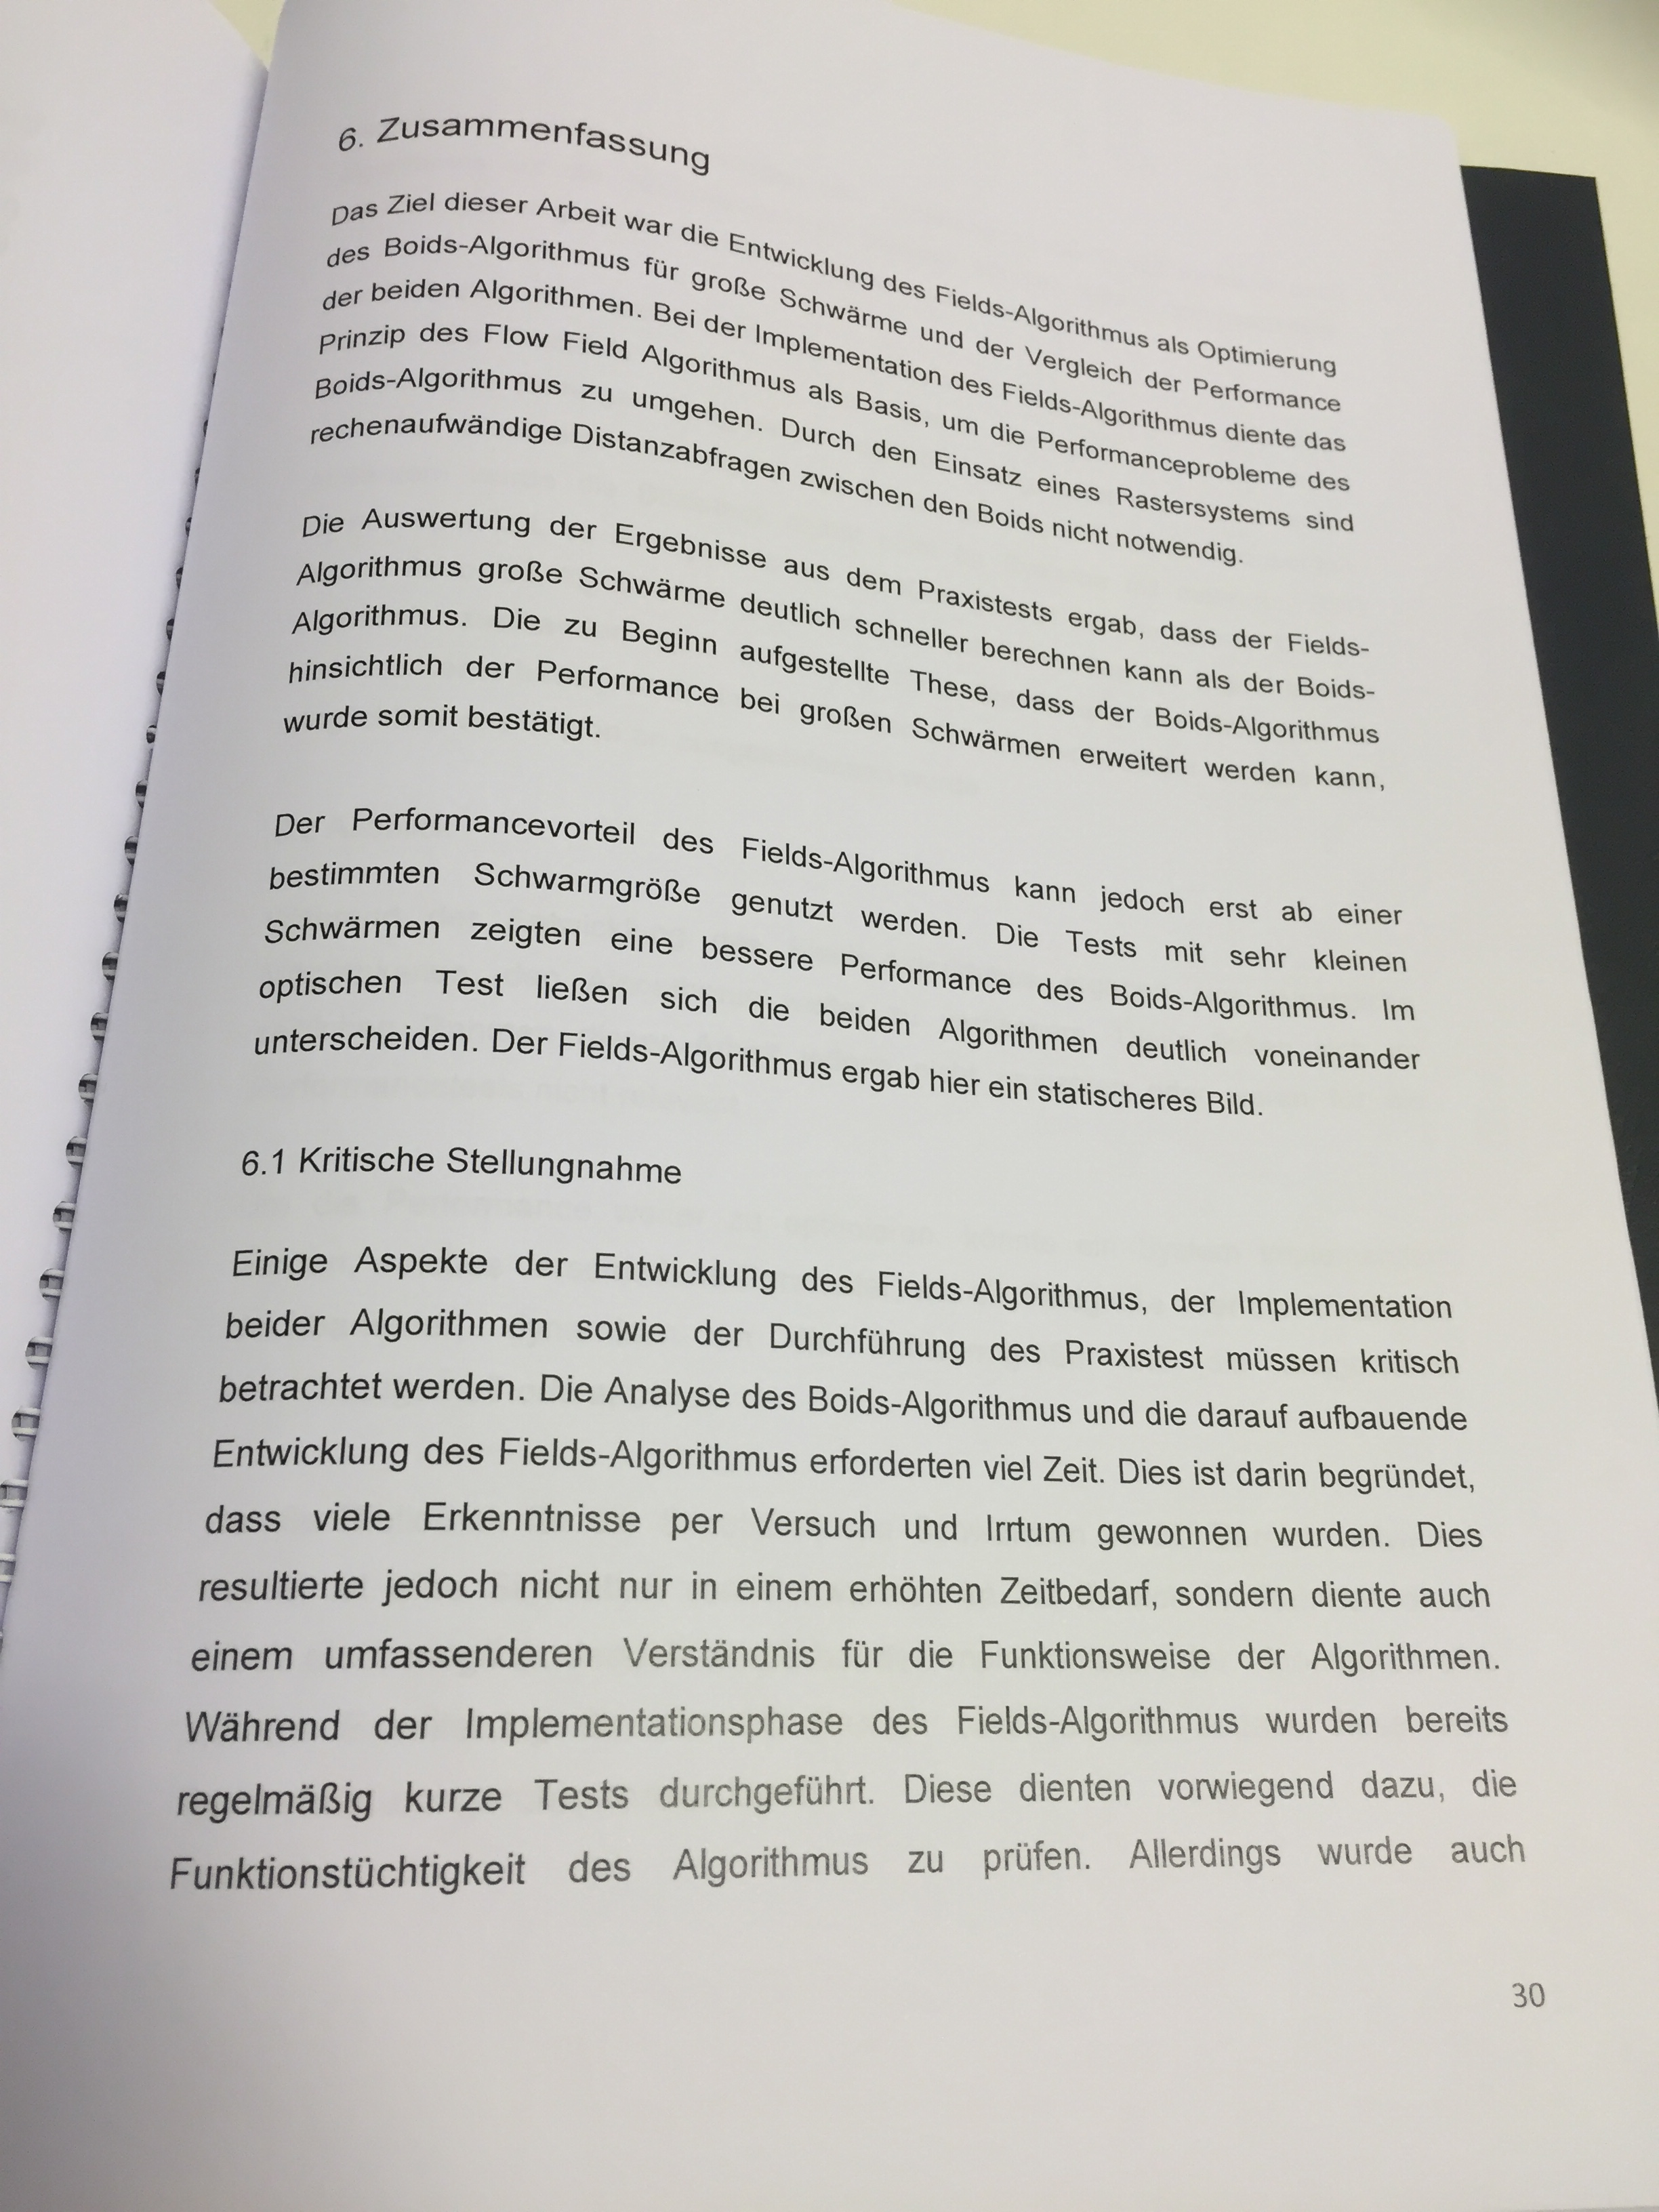 6. Zusammenfassung
Das Ziel dieser Arbeit war die Entwicklung des Fields-Algorithmus als Optimierung
des Boids-Algorithmus für große Schwärme und der Vergleich der Performance
der beiden Algorithmen. Bei der Implementation des Fields-Algorithmus diente das
Prinzip des Flow Field Algorithmus als Basis, um die Performanceprobleme des
Boids-Algorithmus zu umgehen. Durch den Einsatz eines Rastersystems sind
rechenaufwändige Distanzabfragen zwischen den Boids nicht notwendig.
Die Auswertung der Ergebnisse aus dem Praxistests ergab, dass der Fields-
Algorithmus große Schwärme deutlich schneller berechnen kann als der Boids-
Algorithmus. Die zu Beginn aufgestellte These, dass der Boids-Algorithmus
hinsichtlich der Performance bei großen Schwärmen erweitert werden kann,
wurde somit bestätigt.
Der Performancevorteil des Fields-Algorithmus kann jedoch erst ab einer
bestimmten Schwarmgröße genutzt werden. Die Tests mit sehr kleinen
Schwärmen zeigten eine bessere Performance des Boids-Algorithmus. Im
optischen Test ließen sich die beiden Algorithmen deutlich voneinander
unterscheiden. Der Fields-Algorithmus ergab hier ein statischeres Bild.
6.1 Kritische Stellungnahme
Einige Aspekte der Entwicklung des Fields-Algorithmus, der Implementation
beider Algorithmen sowie der Durchführung des Praxistest müssen kritisch
betrachtet werden. Die Analyse des Boids-Algorithmus und die darauf aufbauende
Entwicklung des Fields-Algorithmus erforderten viel Zeit. Dies ist darin begründet,
dass viele Erkenntnisse per Versuch und Irrtum gewonnen wurden. Dies
resultierte jedoch nicht nur in einem erhöhten Zeitbedarf, sondern diente auch
einem umfassenderen Verständnis für die Funktionsweise der Algorithmen.
Während der Implementationsphase des Fields-Algorithmus wurden bereits
regelmäßig kurze Tests durchgeführt. Diese dienten vorwiegend dazu, die
Funktionstüchtigkeit des Algorithmus zu prüfen. Allerdings wurde auch
30